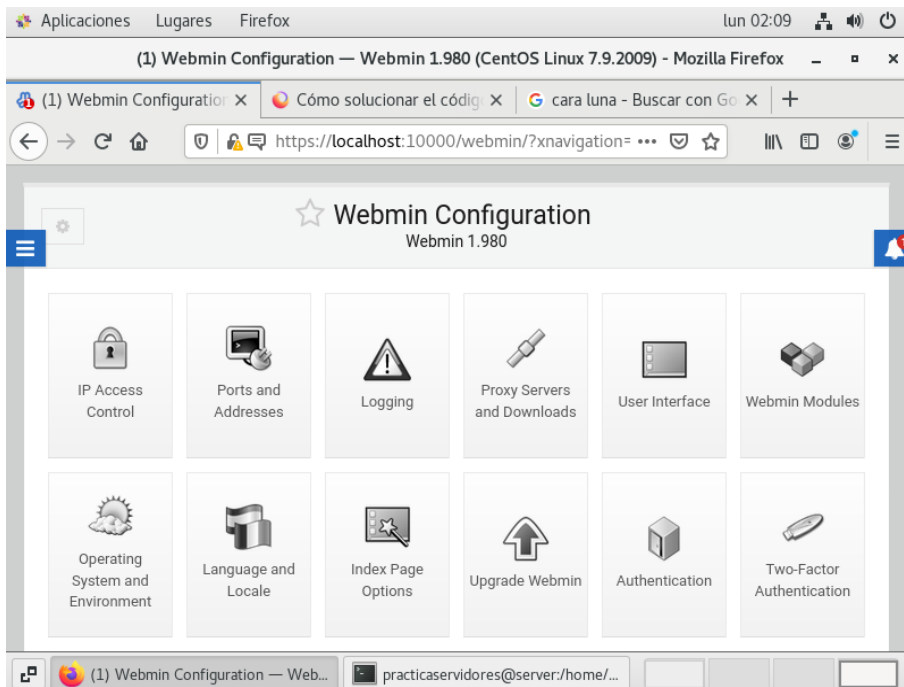 Aplicaciones Lugares Firefox lun 02:09
(1) Webmin Configuration — Webmin 1.980 (CentOS Linux 7.9.2009) - Mozilla Firefox
(1) Webmin Configuration Cómo solucionar el códig cara luna - Buscar con Go
https://localhost:10000/webmin/?xnavigation=
Webmin Configuration
Webmin 1.980
IP Access
Control
Ports and
Addresses
Logging
Proxy Servers
and Downloads
User Interface
Webmin Modules
Operating
System and
Environment
Language and
Locale
Index Page
Options
Upgrade Webmin
Authentication
Two-Factor
Authentication
(1) Webmin Configuration — Web... practicaservidores@server:/home/...